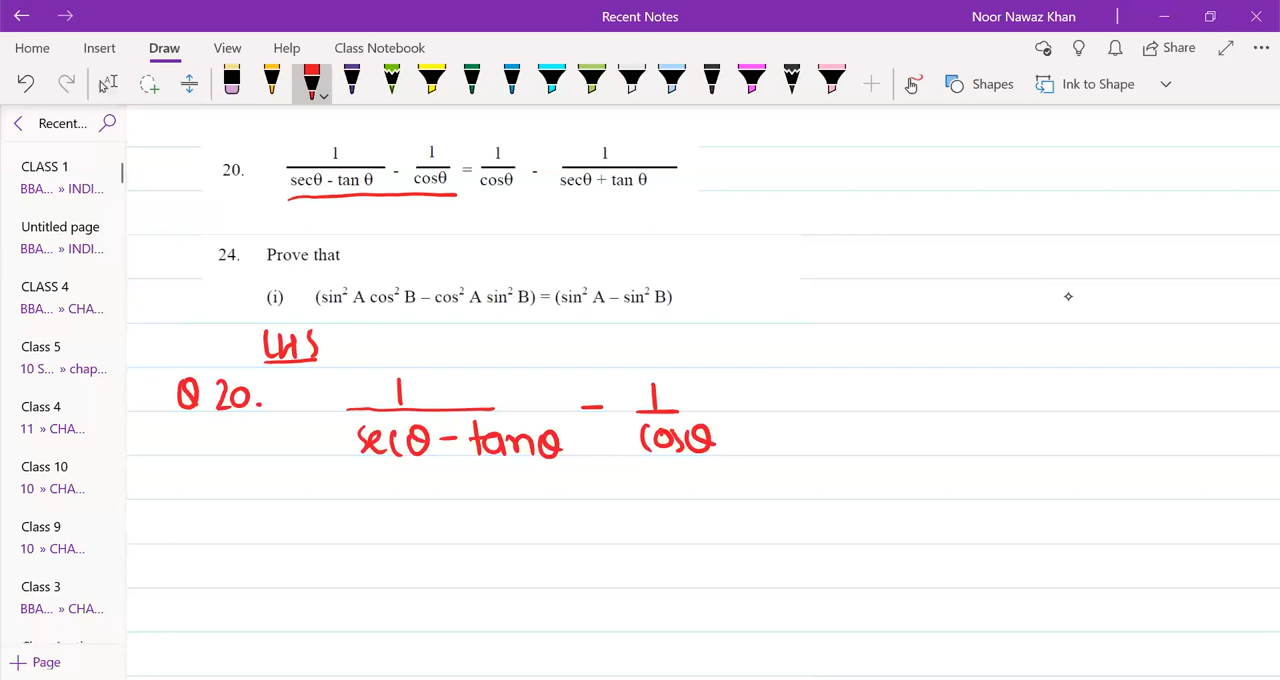 Recent Notes
Noor Nawaz Khan
Home Insert Draw View Help Class Notebook
Share
Shapes
Ink to Shape
Recent...
CLASS 1
BBA... » INDI...
Untitled page
BBA... » INDI...
CLASS 4
BBA... » CHA...
Class 5
10 S... » chap...
Class 4
11 » CHA...
Class 10
10 » CHA...
Class 9
10 » CHA...
Class 3
BBA... » CHA...
+ Page
20. 1/(secθ - tan θ) - 1/cosθ = 1/cosθ - 1/(secθ + tan θ)
24. Prove that
(i) (sin² A cos² B – cos² A sin² B) = (sin² A – sin² B)
LHS
Q 20. 1/(secθ - tanθ) - 1/cosθ